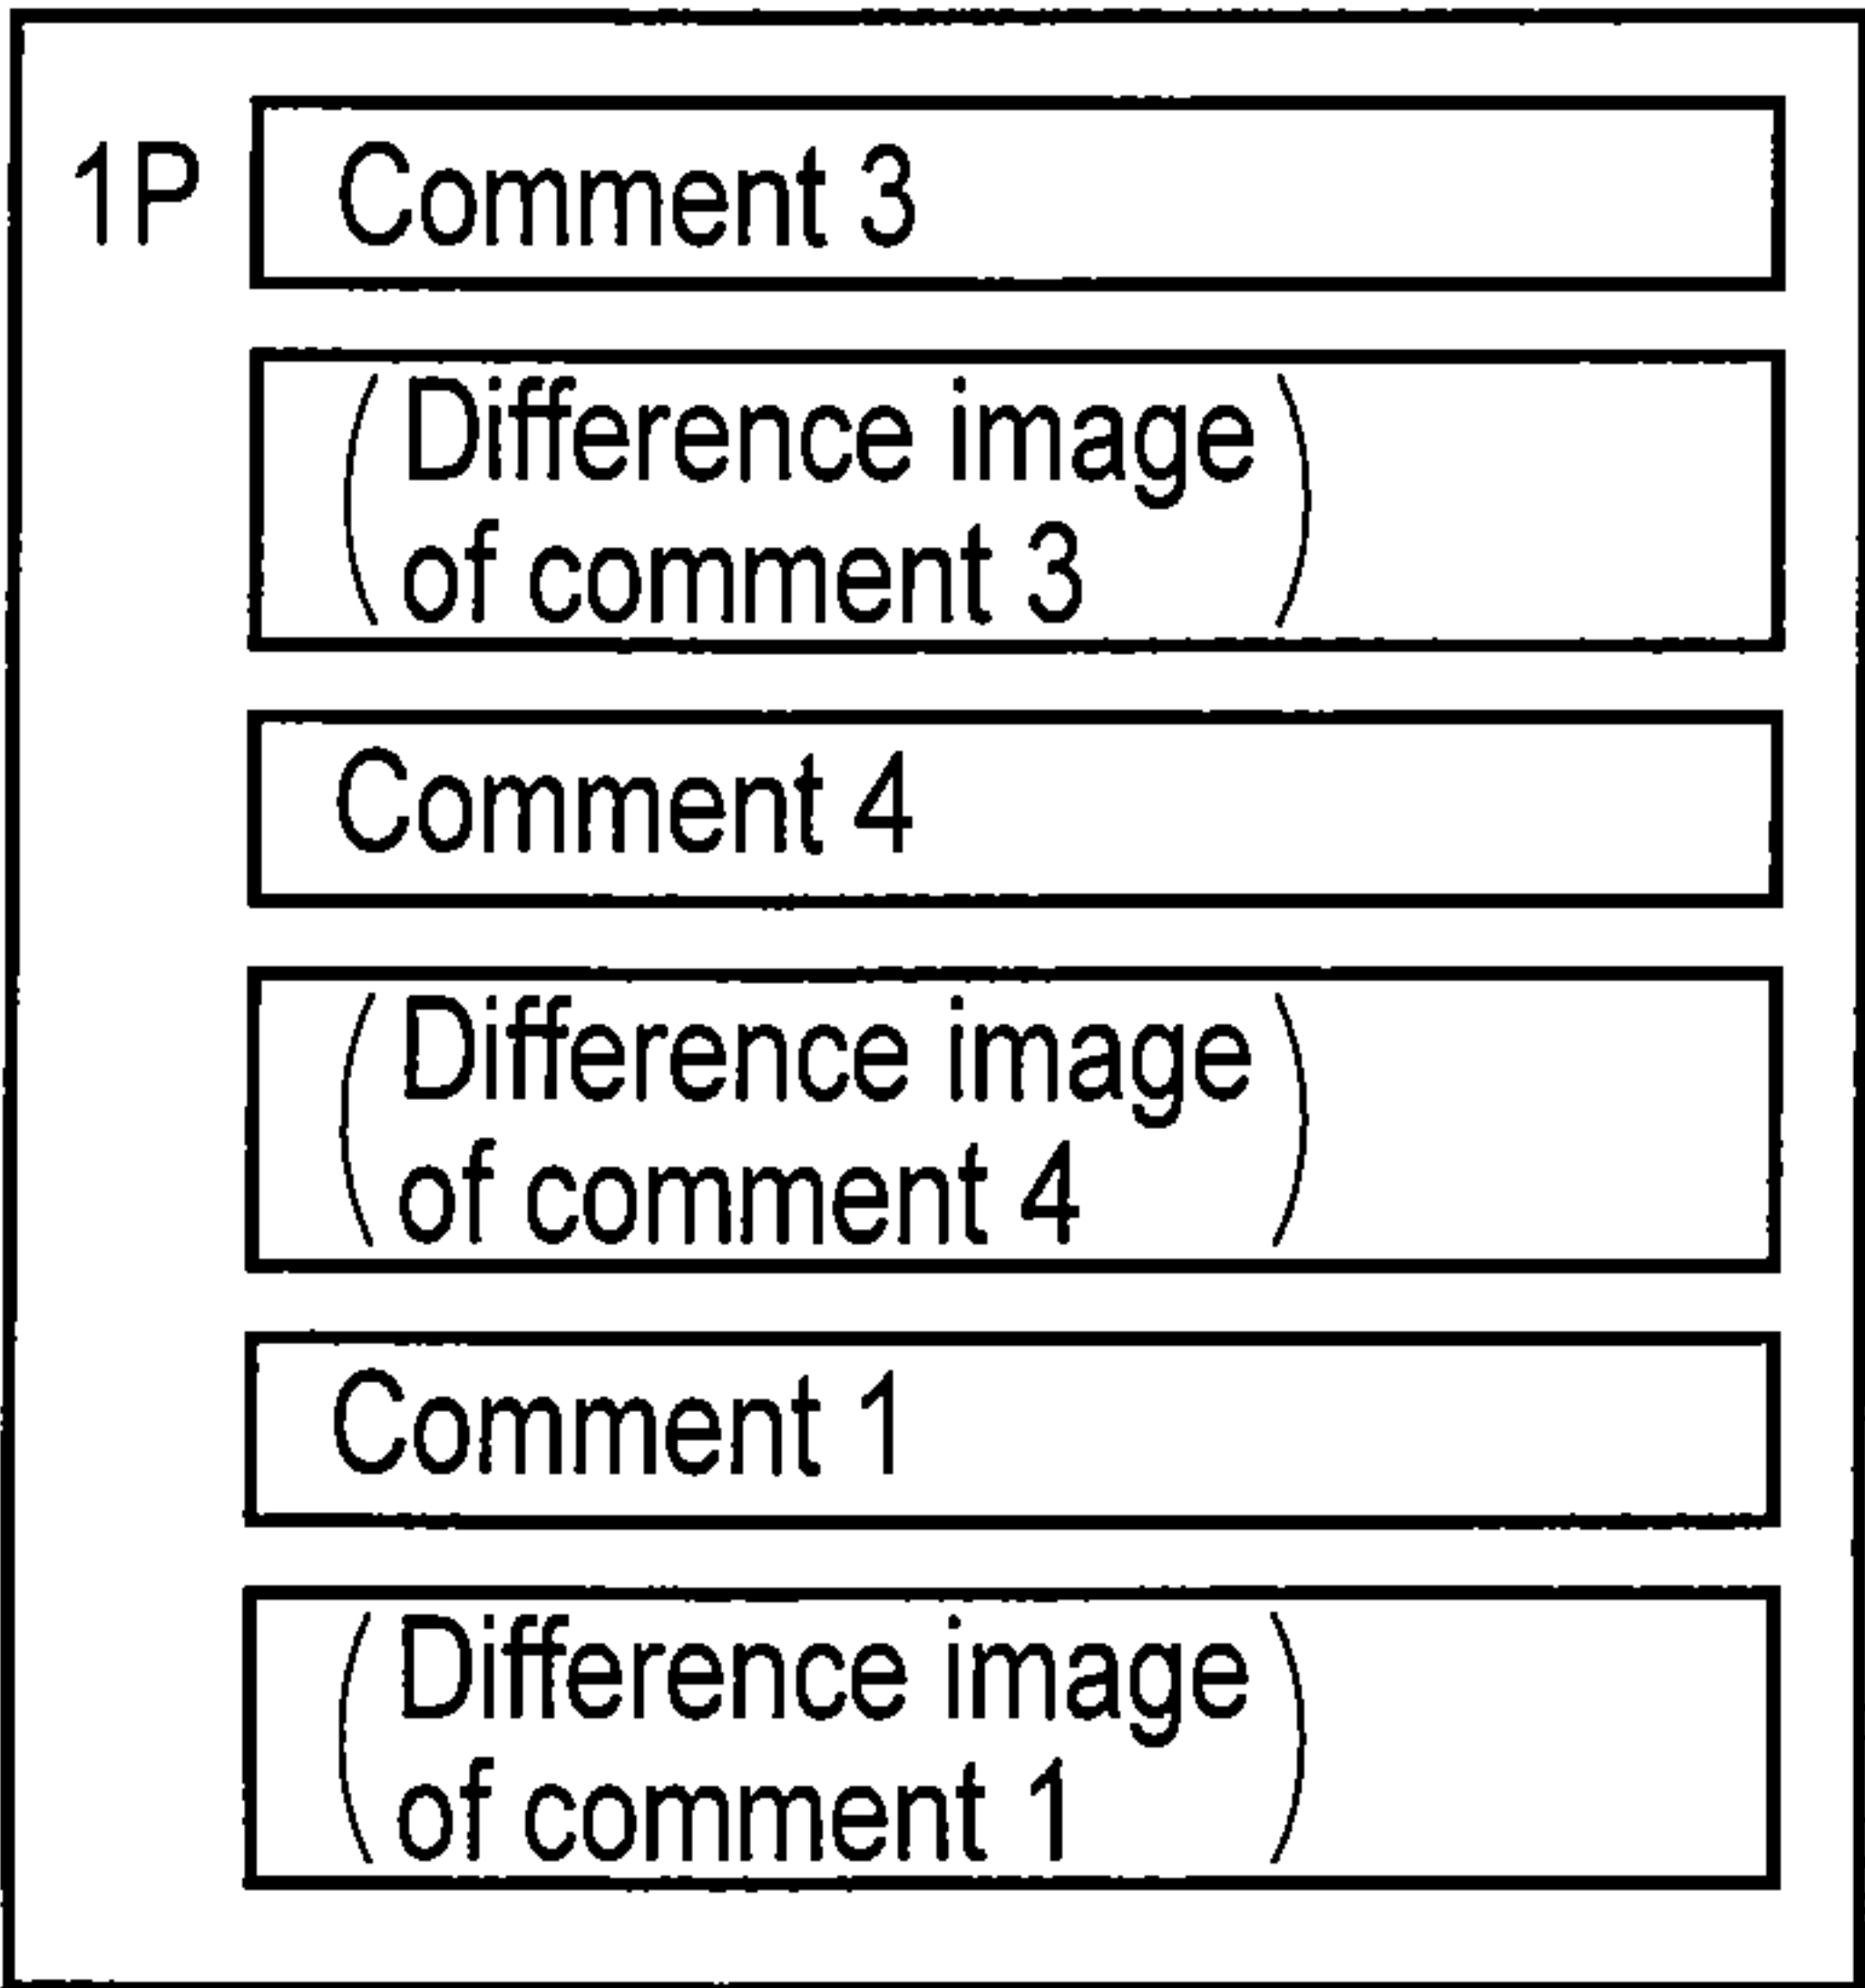 1P Comment 3
(Difference image
of comment 3)
Comment 4
(Difference image
of comment 4)
Comment 1
(Difference image
of comment 1)